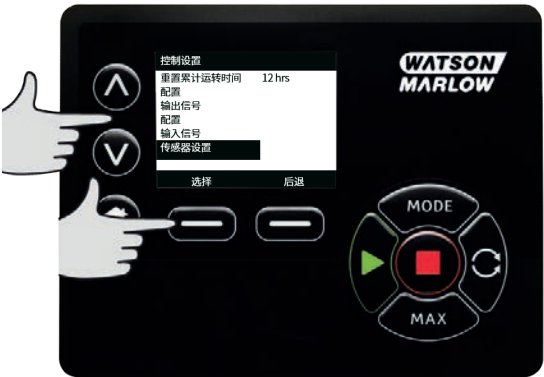 控制设置
重置累计运转时间 12 hrs
配置
输出信号
配置
输入信号
传感器设置
选择 后退
WATSON
MARLOW
MODE
MAX